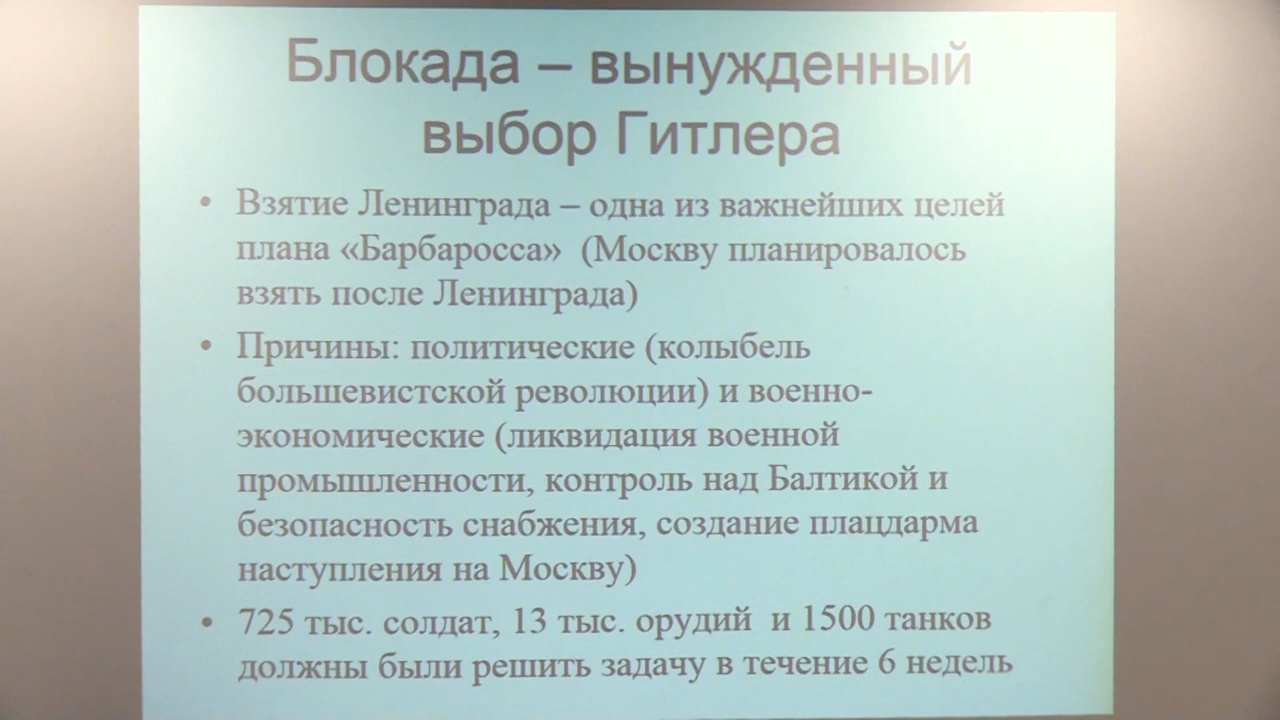 Блокада – вынужденный
выбор Гитлера
• Взятие Ленинграда – одна из важнейших целей
плана «Барбаросса» (Москву планировалось
взять после Ленинграда)
• Причины: политические (колыбель
большевистской революции) и военно-
экономические (ликвидация военной
промышленности, контроль над Балтикой и
безопасность снабжения, создание плацдарма
наступления на Москву)
• 725 тыс. солдат, 13 тыс. орудий и 1500 танков
должны были решить задачу в течение 6 недель